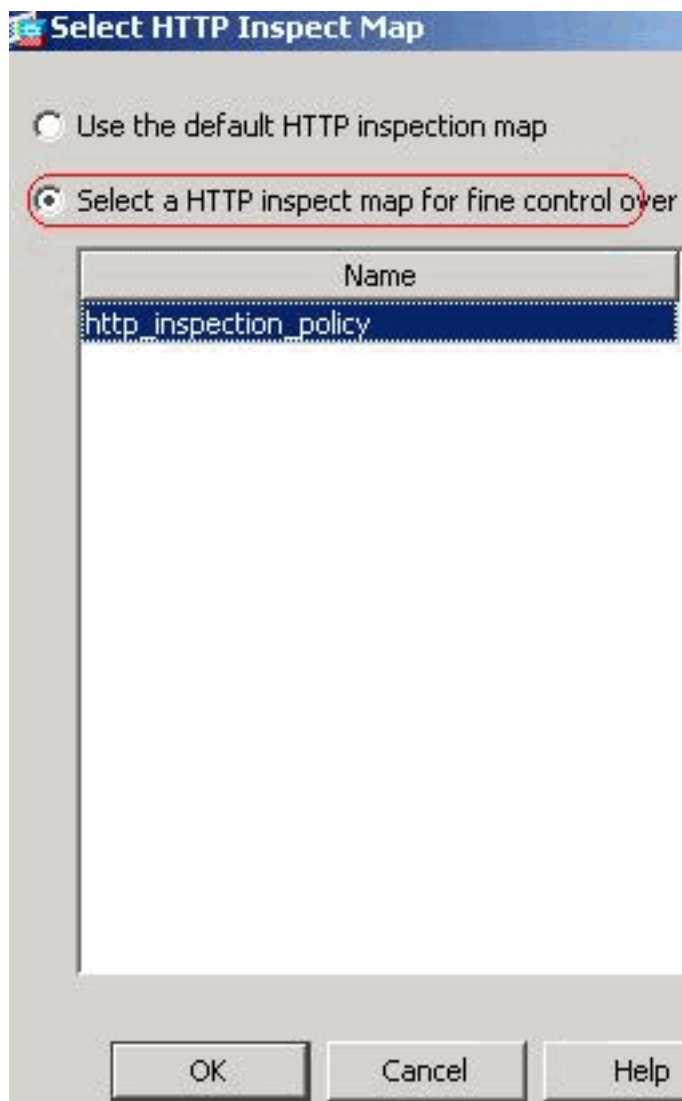 Select HTTP Inspect Map
Use the default HTTP inspection map
Select a HTTP inspect map for fine control over
Name
http_inspection_policy
OK Cancel Help